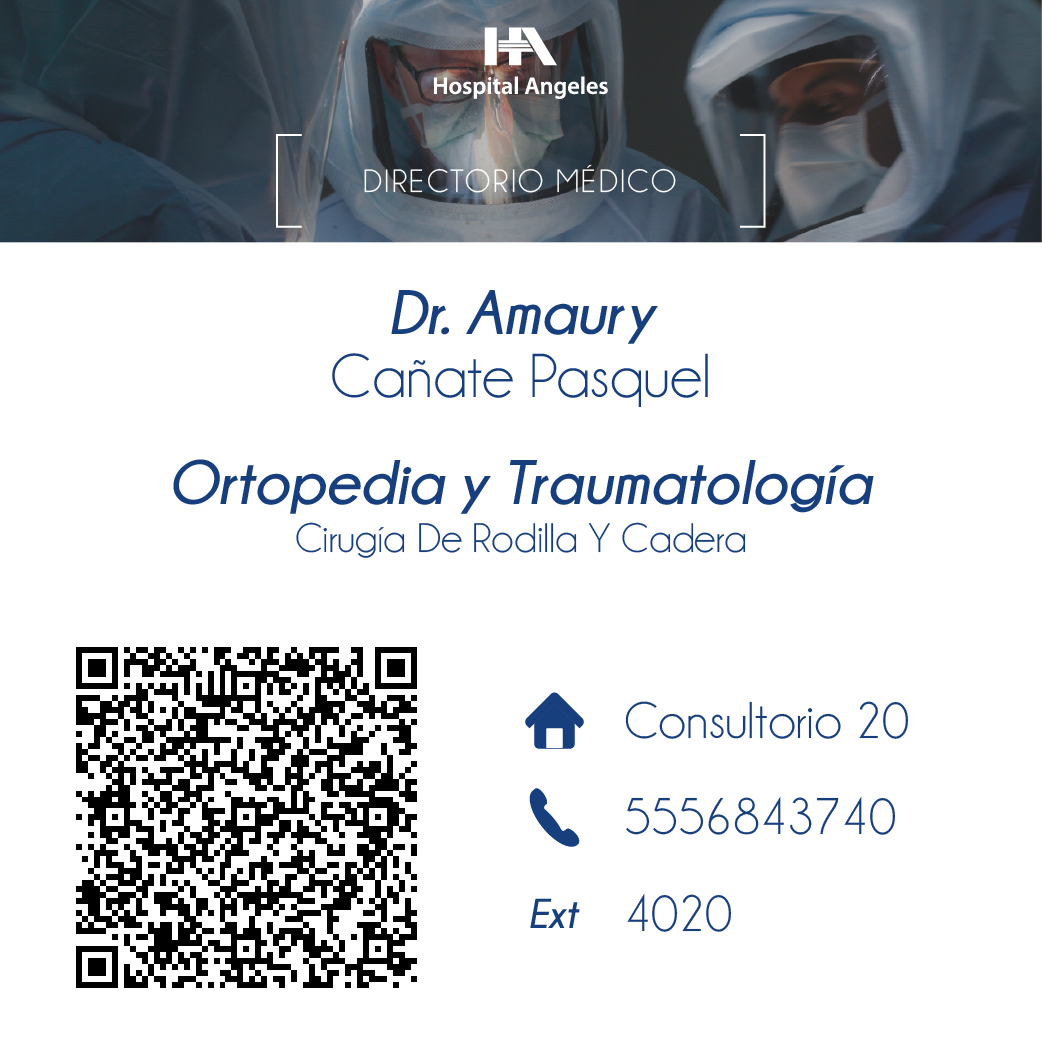 HA
Hospital Angeles
DIRECTORIO MÉDICO
Dr. Amaury
Cañate Pasquel
Ortopedia y Traumatología
Cirugía De Rodilla Y Cadera
Consultorio 20
5556843740
Ext 4020